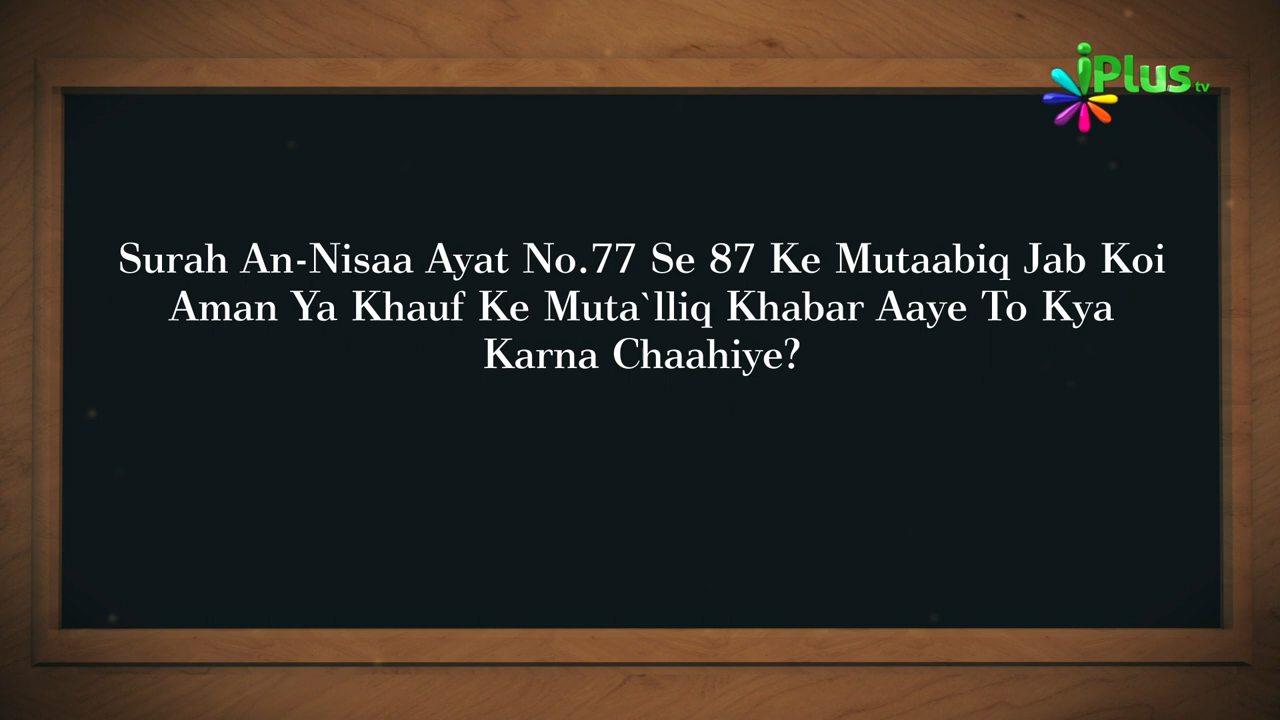 iPlus tv
Surah An-Nisaa Ayat No.77 Se 87 Ke Mutaabiq Jab Koi
Aman Ya Khauf Ke Muta`lliq Khabar Aaye To Kya
Karna Chaahiye?